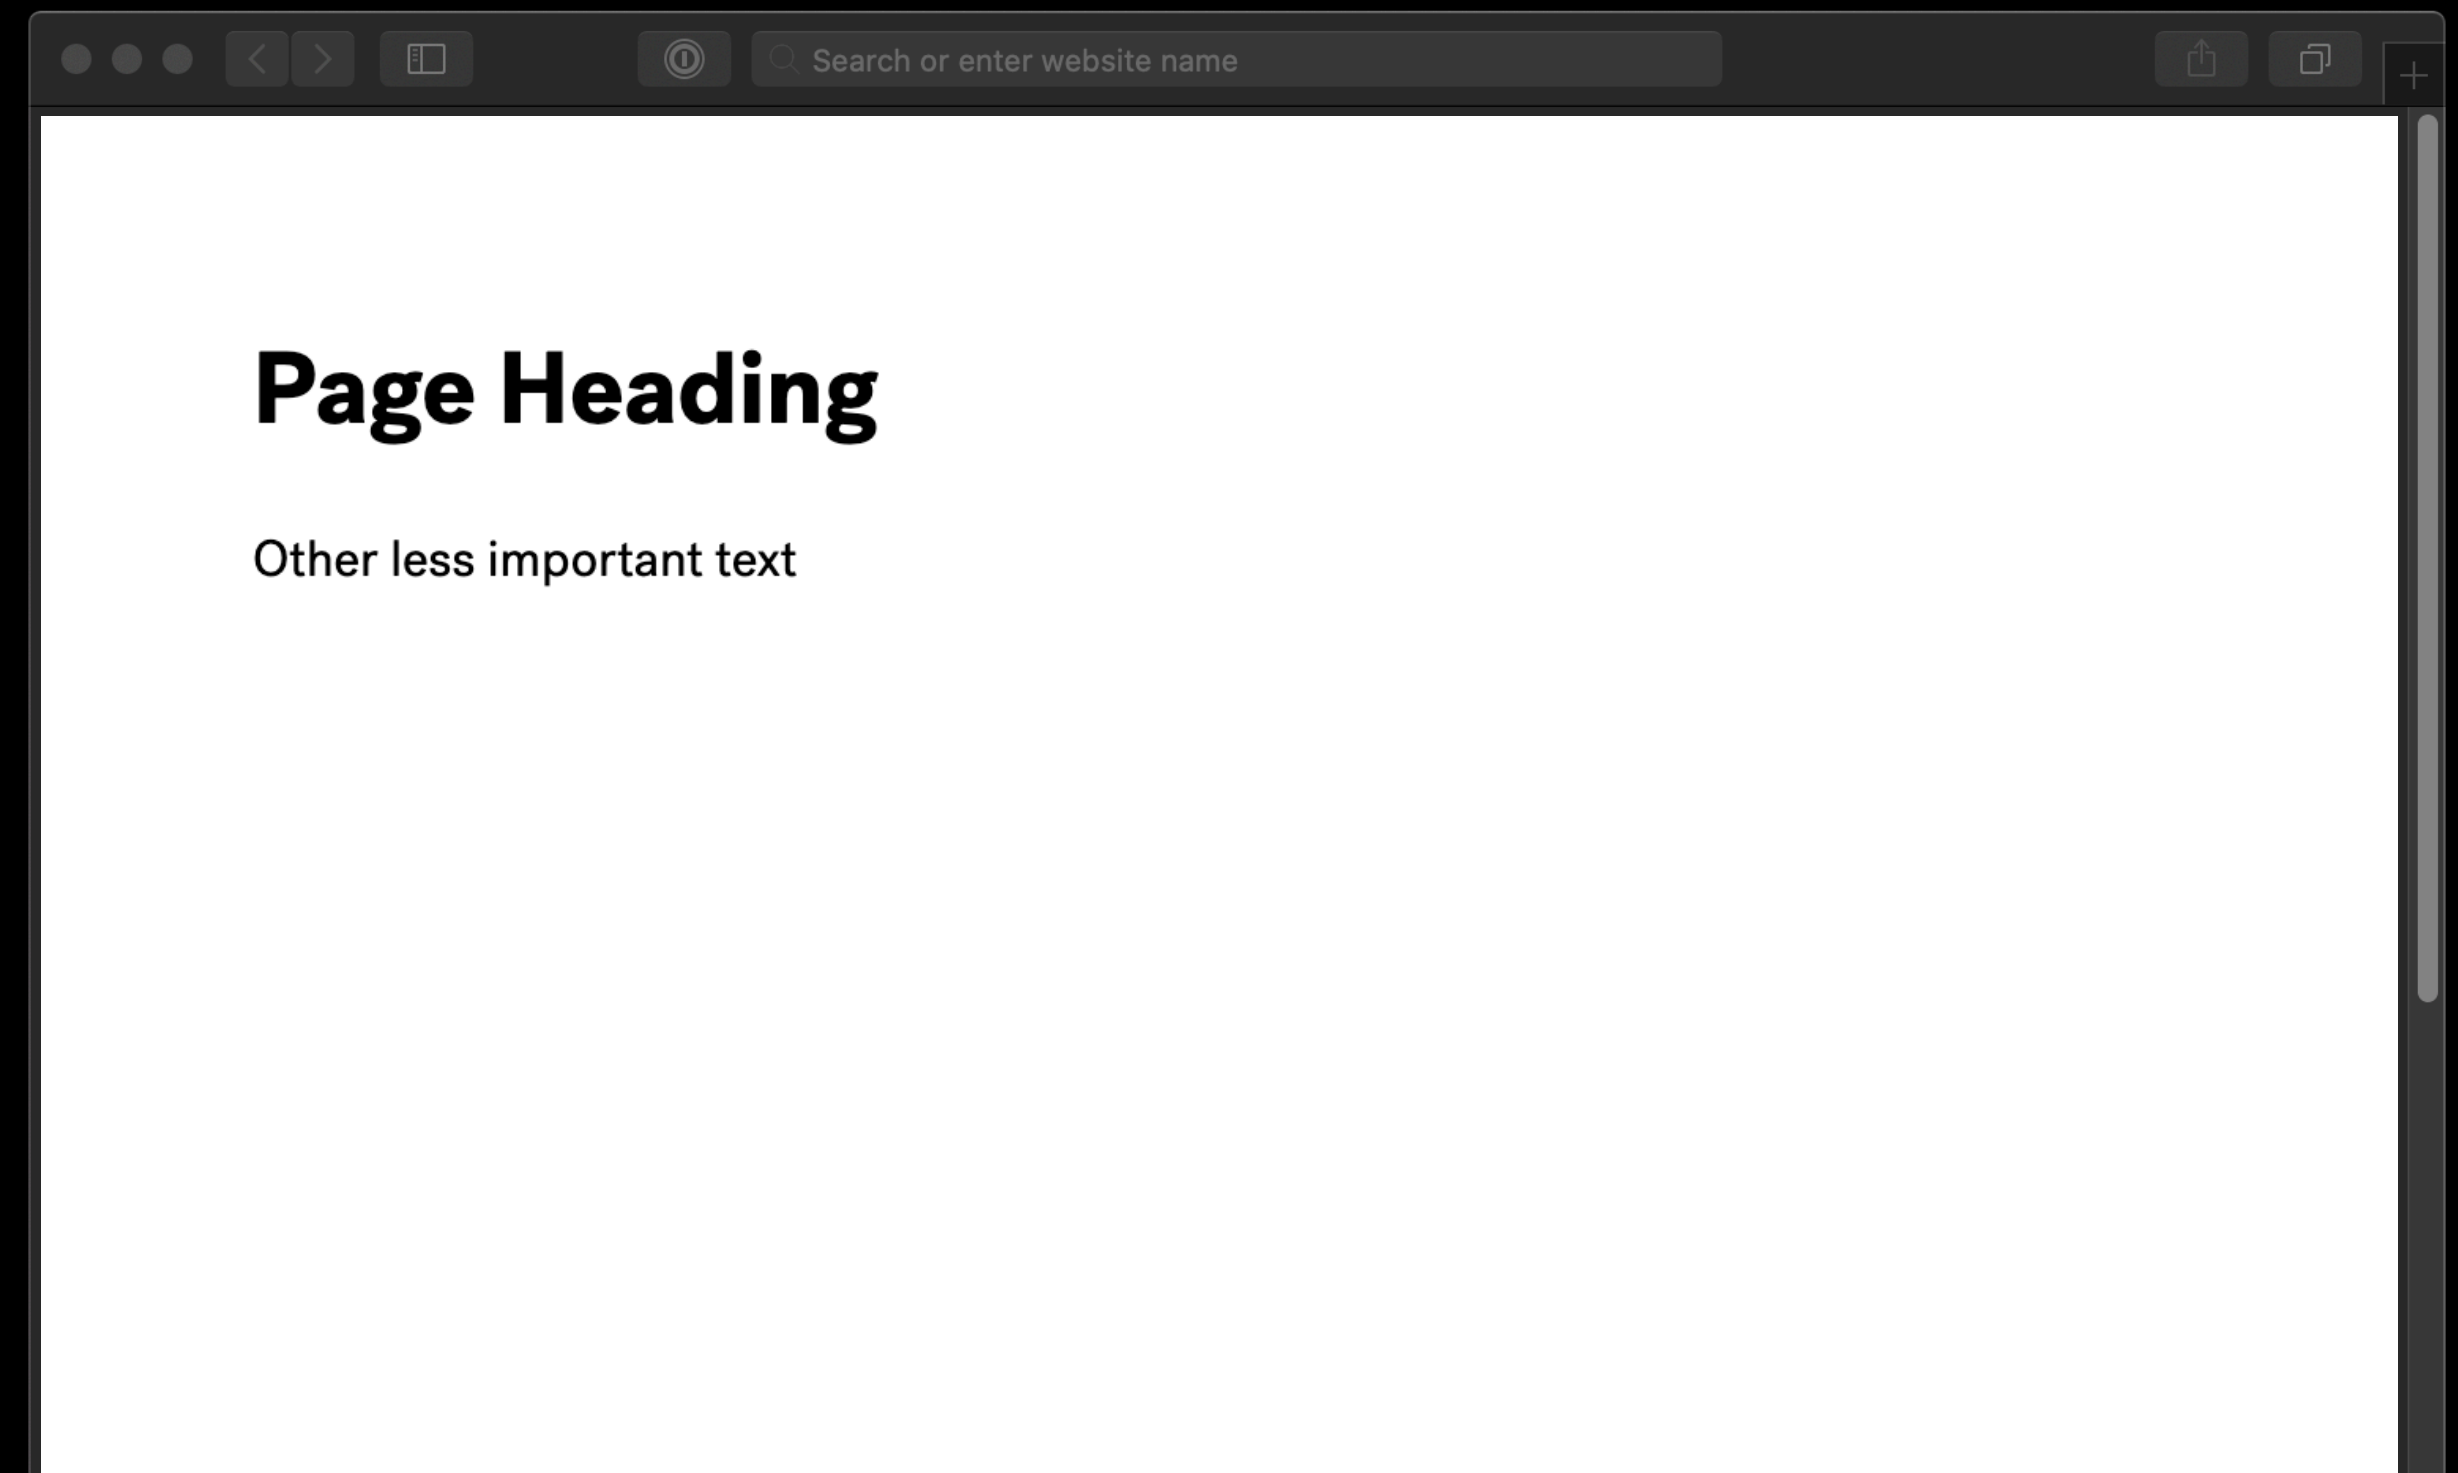 Search or enter website name
Page Heading
Other less important text